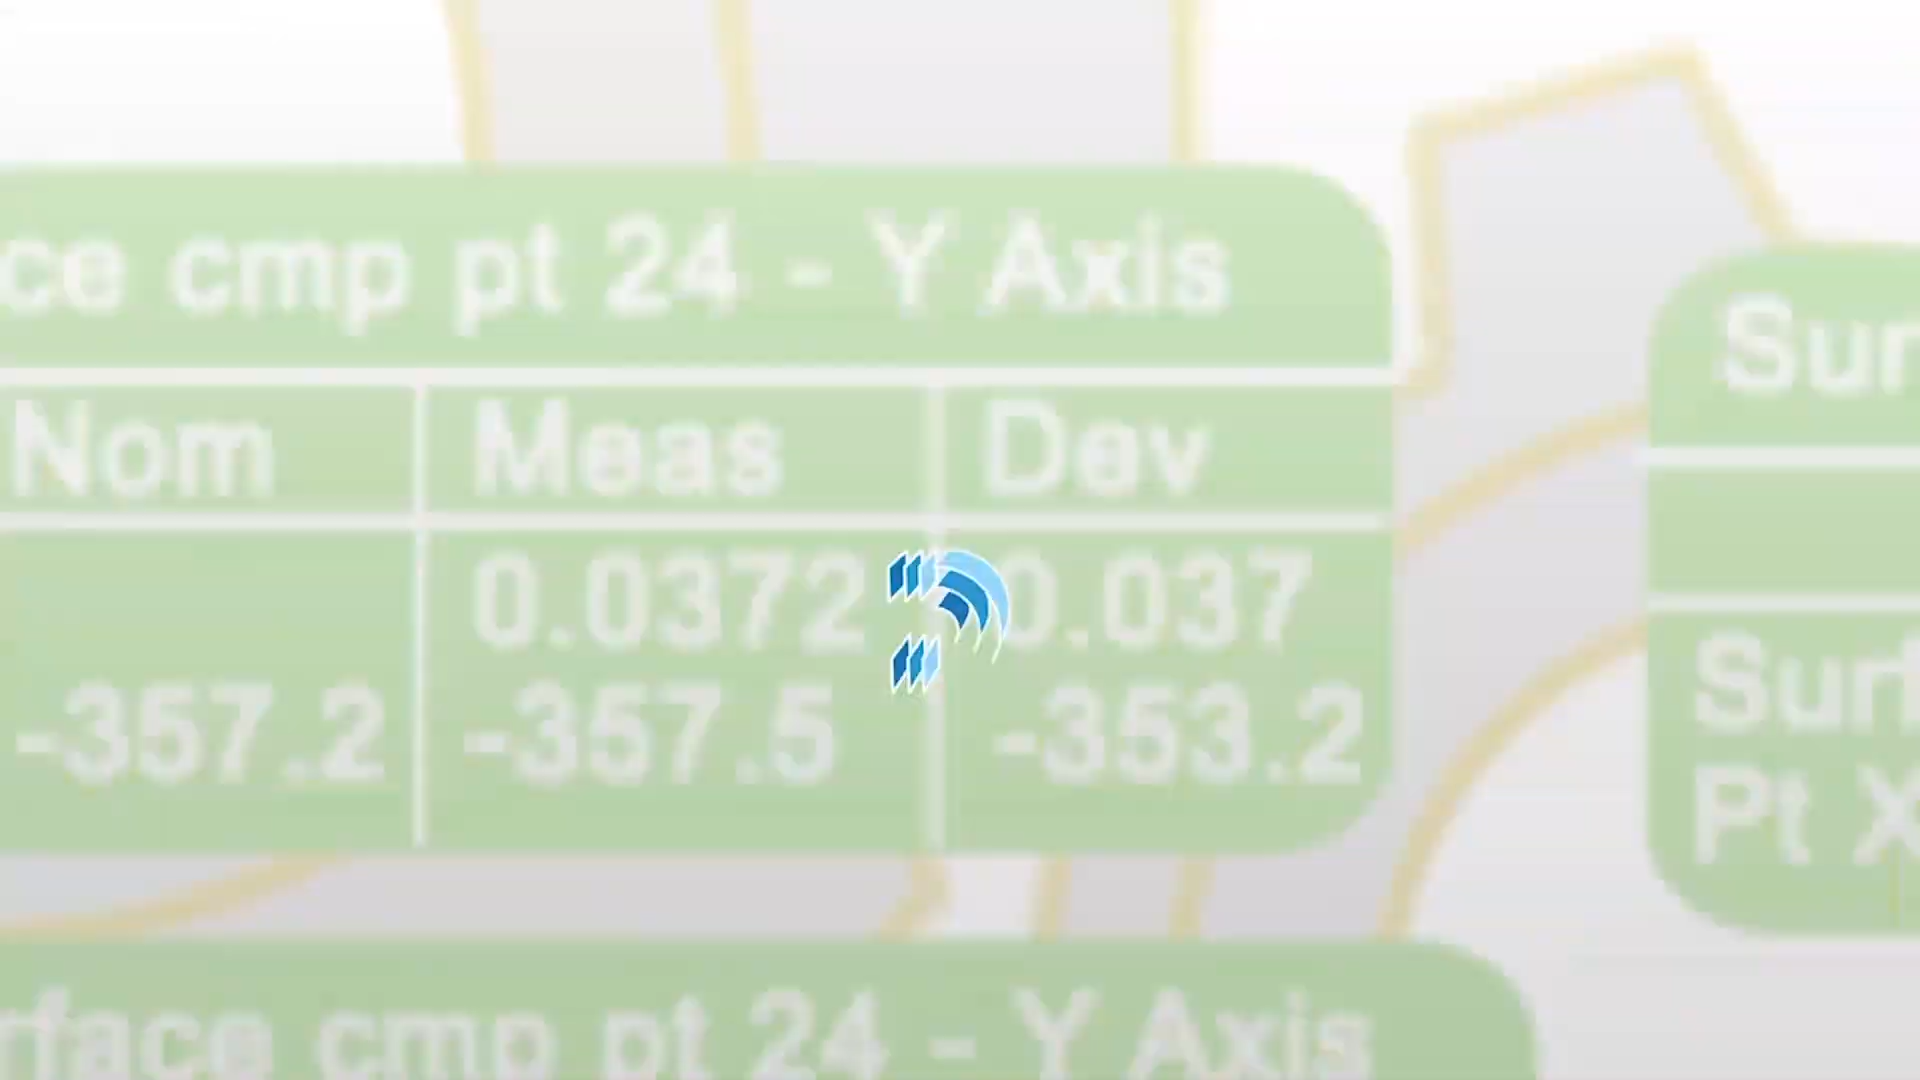 ce cmp pt 24 - Y Axis
Nom Meas Dev
0.0372 0.037
-357.2 -357.5 -353.2
Sur
Surf
Pt X
rface cmp pt 24 - Y Axis